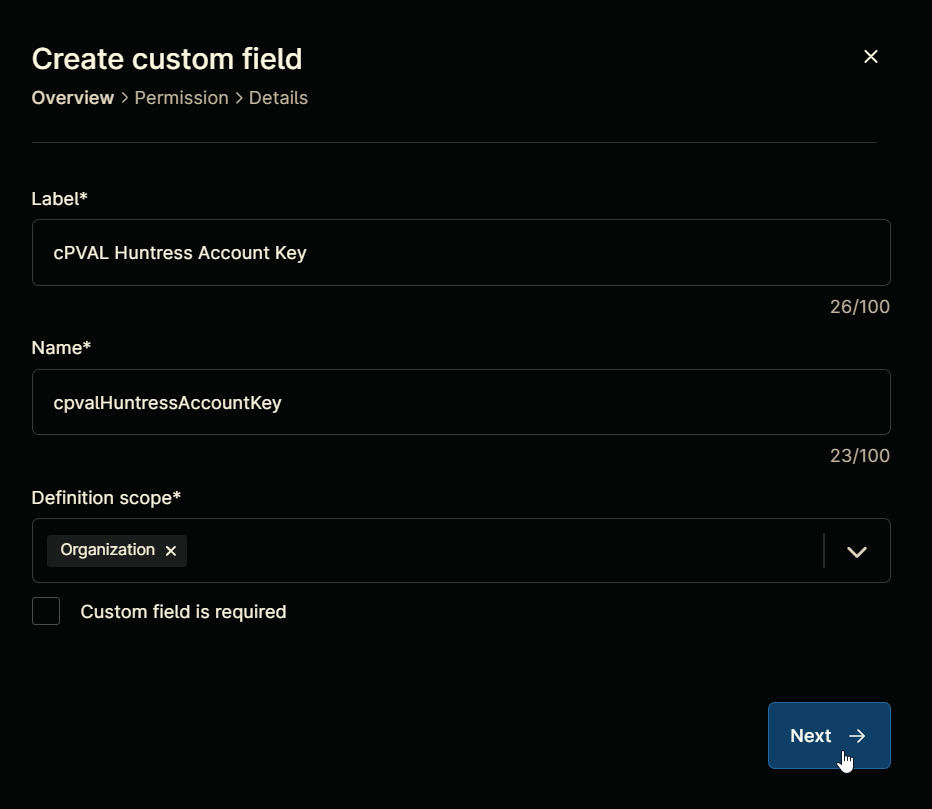 Create custom field
Overview > Permission > Details
Label*
cPVAL Huntress Account Key
26/100
Name*
cpvalHuntressAccountKey
23/100
Definition scope*
Organization
Custom field is required
Next